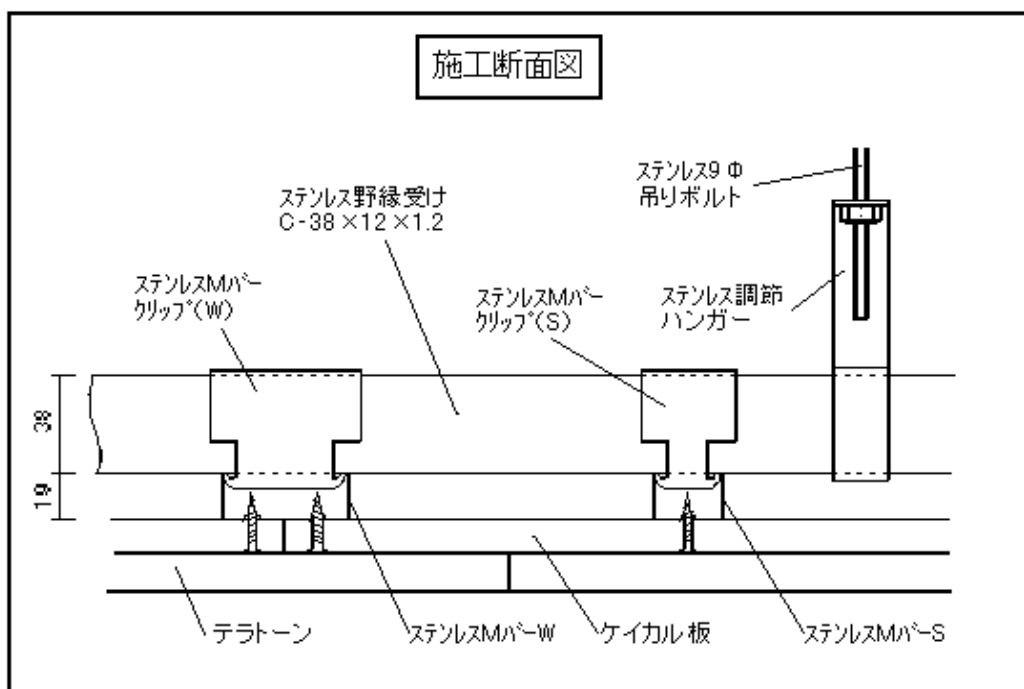 施工断面図
ステンレス9Φ
吊りボルト
ステンレス野縁受け
C-38×12×1.2
ステンレスMバー
クリップ(W)
ステンレスMバー
クリップ(S)
ステンレス調節
ハンガー
38
19
テラトーン
ステンレスMバーW
ケイカル板
ステンレスMバーS